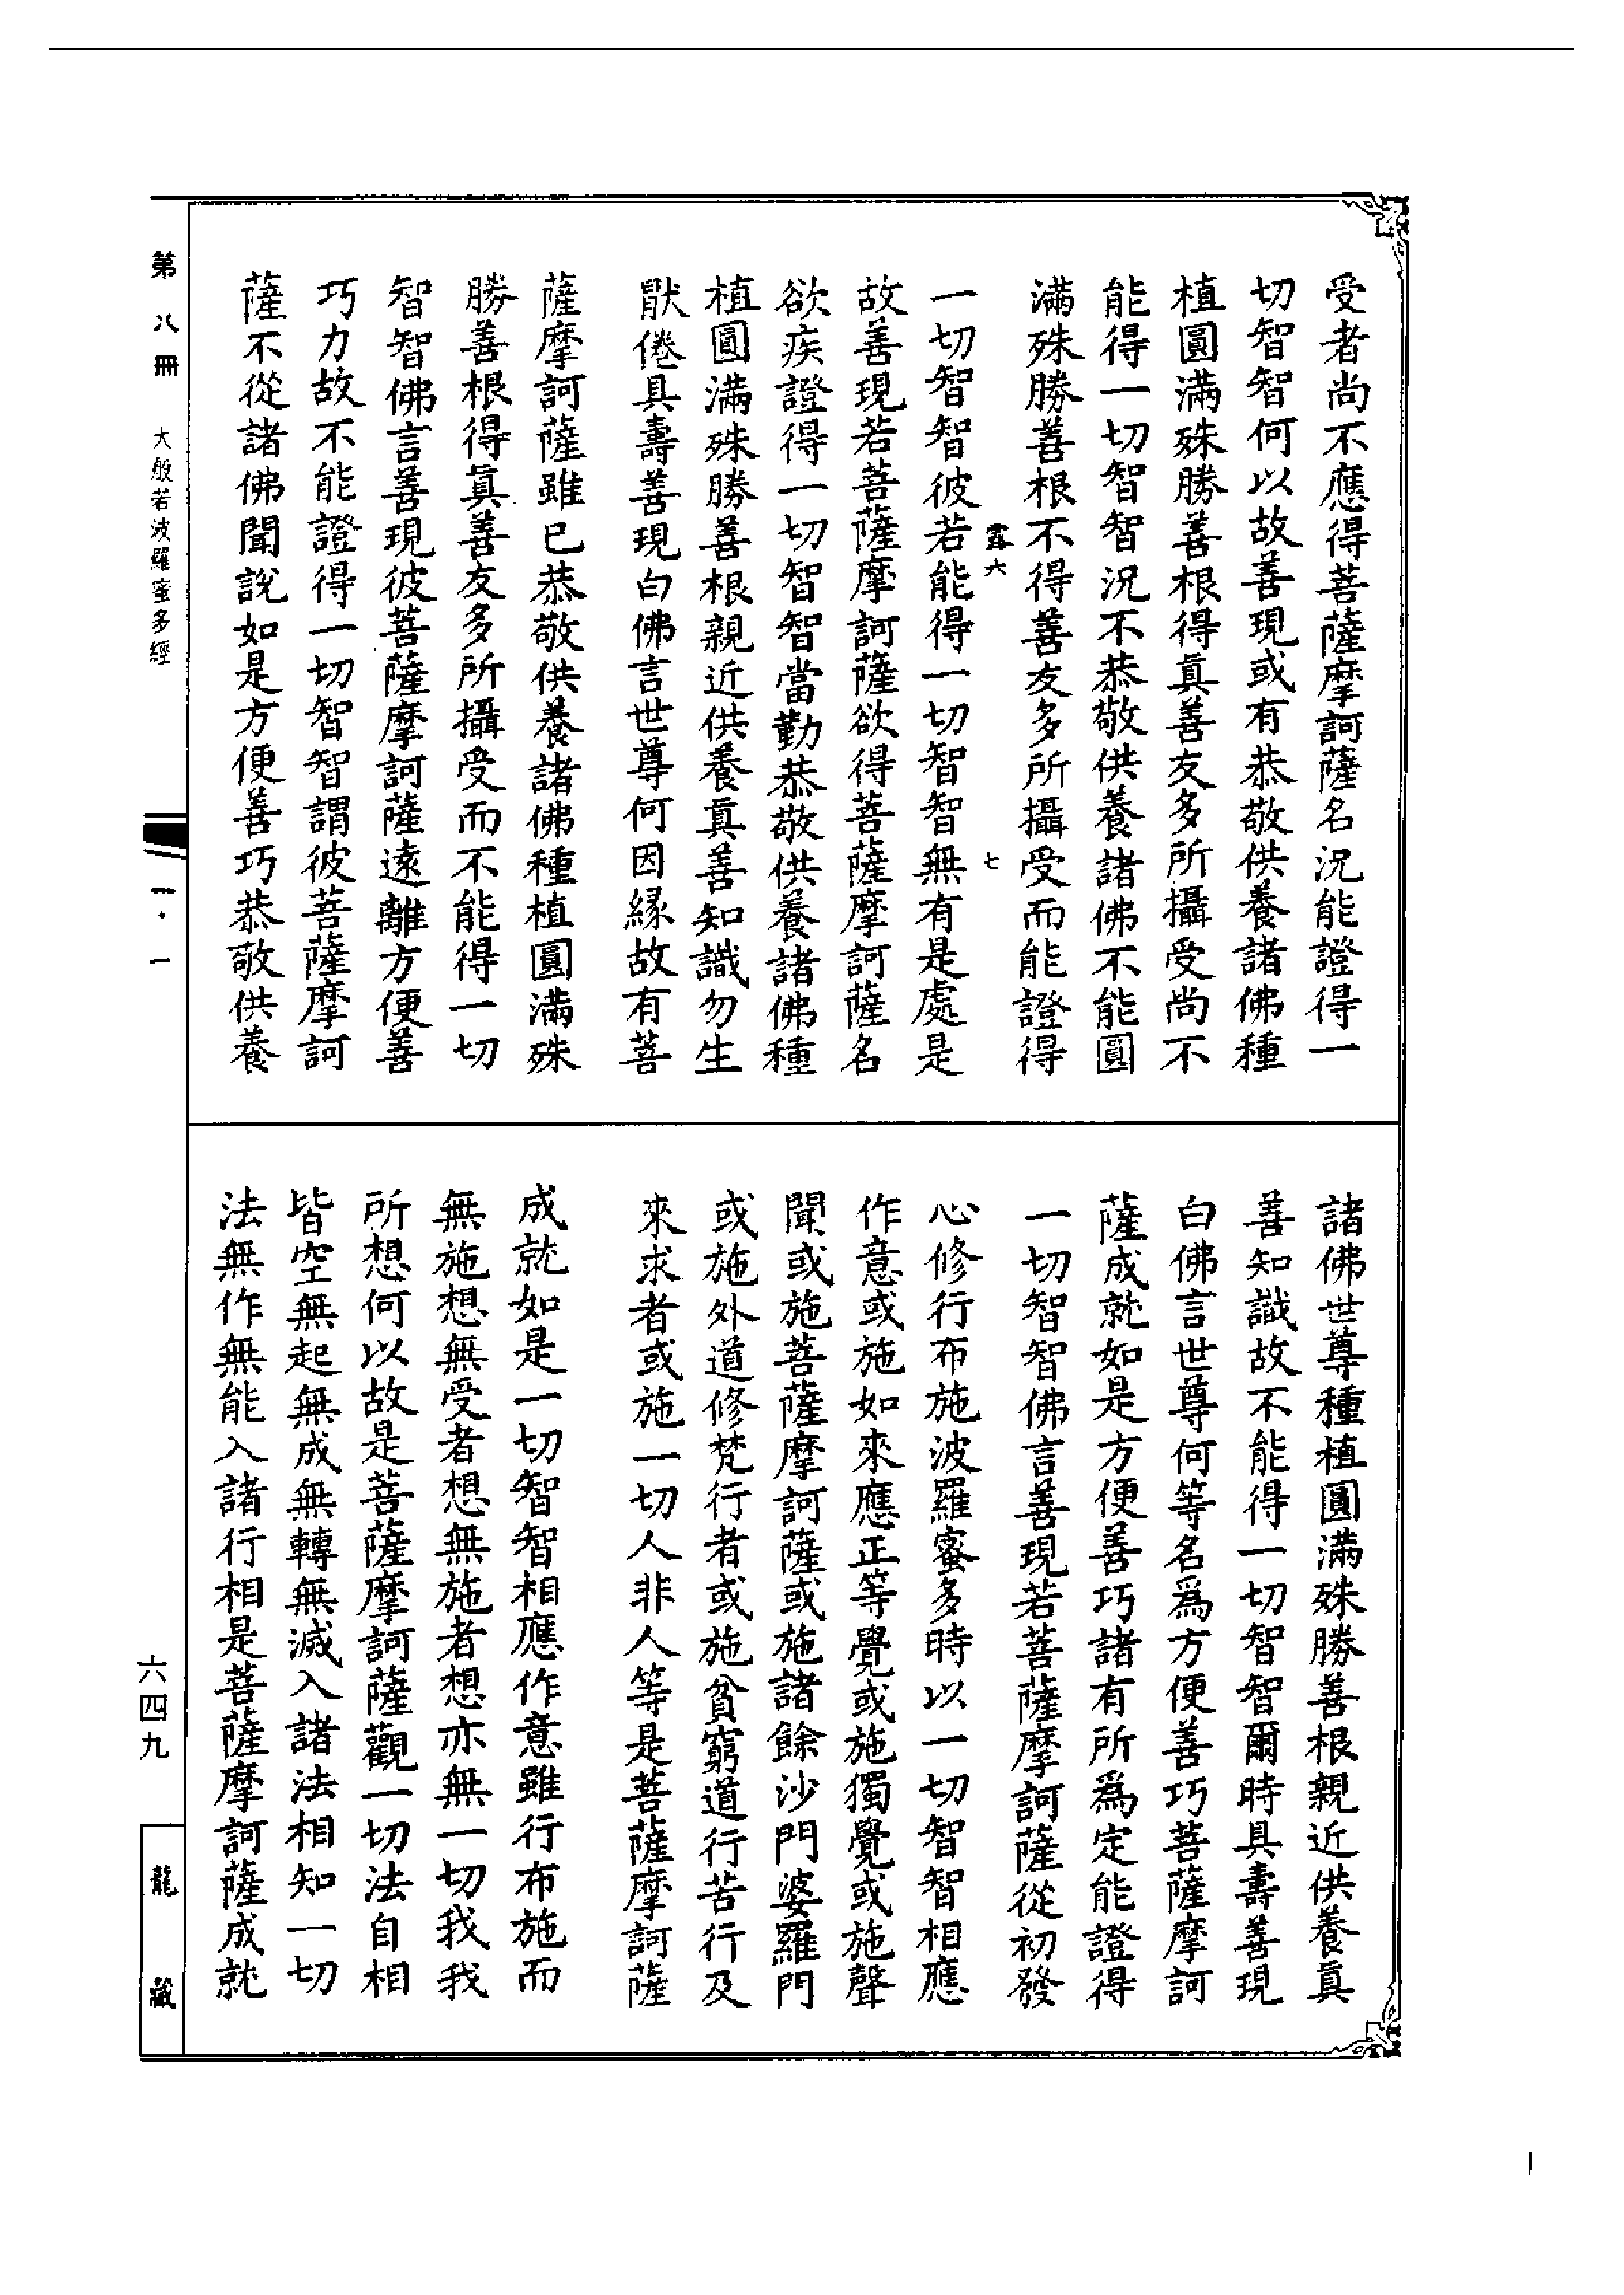 受者尚不應得菩薩摩訶薩名況能證得一
切智智何以故善現或有恭敬供養諸佛種
植圓滿殊勝善根得真善友多所攝受尚不
能得一切智智況不恭敬供養諸佛不能圓
滿殊勝善根不得善友多所攝受而能證得
露六 七
一切智智彼若能得一切智智無有是處是
故善現若菩薩摩訶薩欲得菩薩摩訶薩名
欲疾證得一切智智當勤恭敬供養諸佛種
植圓滿殊勝善根親近供養真善知識勿生
猒倦具壽善現白佛言世尊何因緣故有菩
薩摩訶薩雖已恭敬供養諸佛種植圓滿殊
勝善根得真善友多所攝受而不能得一切
智智佛言善現彼菩薩摩訶薩遠離方便善
巧力故不能證得一切智智謂彼菩薩摩訶
薩不從諸佛聞說如是方便善巧恭敬供養
諸佛世尊種植圓滿殊勝善根親近供養真
善知識故不能得一切智智爾時具壽善現
白佛言世尊何等名爲方便善巧菩薩摩訶
薩成就如是方便善巧諸有所爲定能證得
一切智智佛言善現若菩薩摩訶薩從初發
心修行布施波羅蜜多時以一切智智相應
作意或施如來應正等覺或施獨覺或施聲
聞或施菩薩摩訶薩或施諸餘沙門婆羅門
或施外道修梵行者或施貧窮道行苦行及
來求者或施一切人非人等是菩薩摩訶薩
成就如是一切智智相應作意雖行布施而
無施想無受者想無施者想亦無一切我我
所想何以故是菩薩摩訶薩觀一切法自相
皆空無起無成無轉無滅入諸法相知一切
法無作無能入諸行相是菩薩摩訶薩成就
第八冊 大般若波羅蜜多經
六四九
龍藏